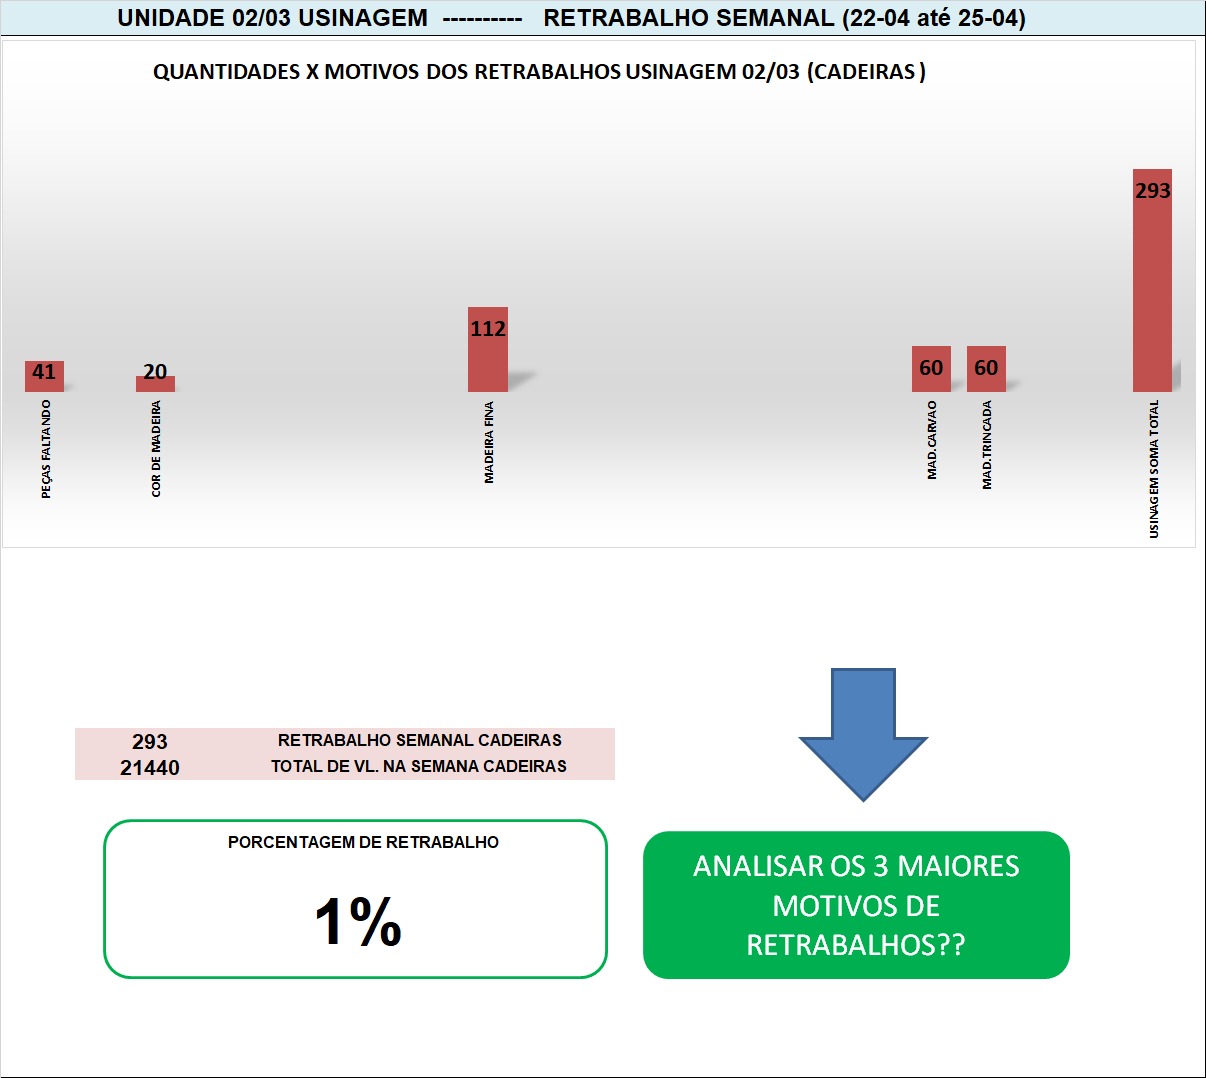 UNIDADE 02/03 USINAGEM ---------- RETRABALHO SEMANAL (22-04 até 25-04)
QUANTIDADES X MOTIVOS DOS RETRABALHOS USINAGEM 02/03 (CADEIRAS )
293
112
60
60
41
20
PEÇAS FALTANDO
COR DE MADEIRA
MADEIRA FINA
MAD.CARVAO
MAD.TRINCADA
USINAGEM SOMA TOTAL
293 RETRABALHO SEMANAL CADEIRAS
21440 TOTAL DE VL. NA SEMANA CADEIRAS
PORCENTAGEM DE RETRABALHO
1%
ANALISAR OS 3 MAIORES
MOTIVOS DE
RETRABALHOS??